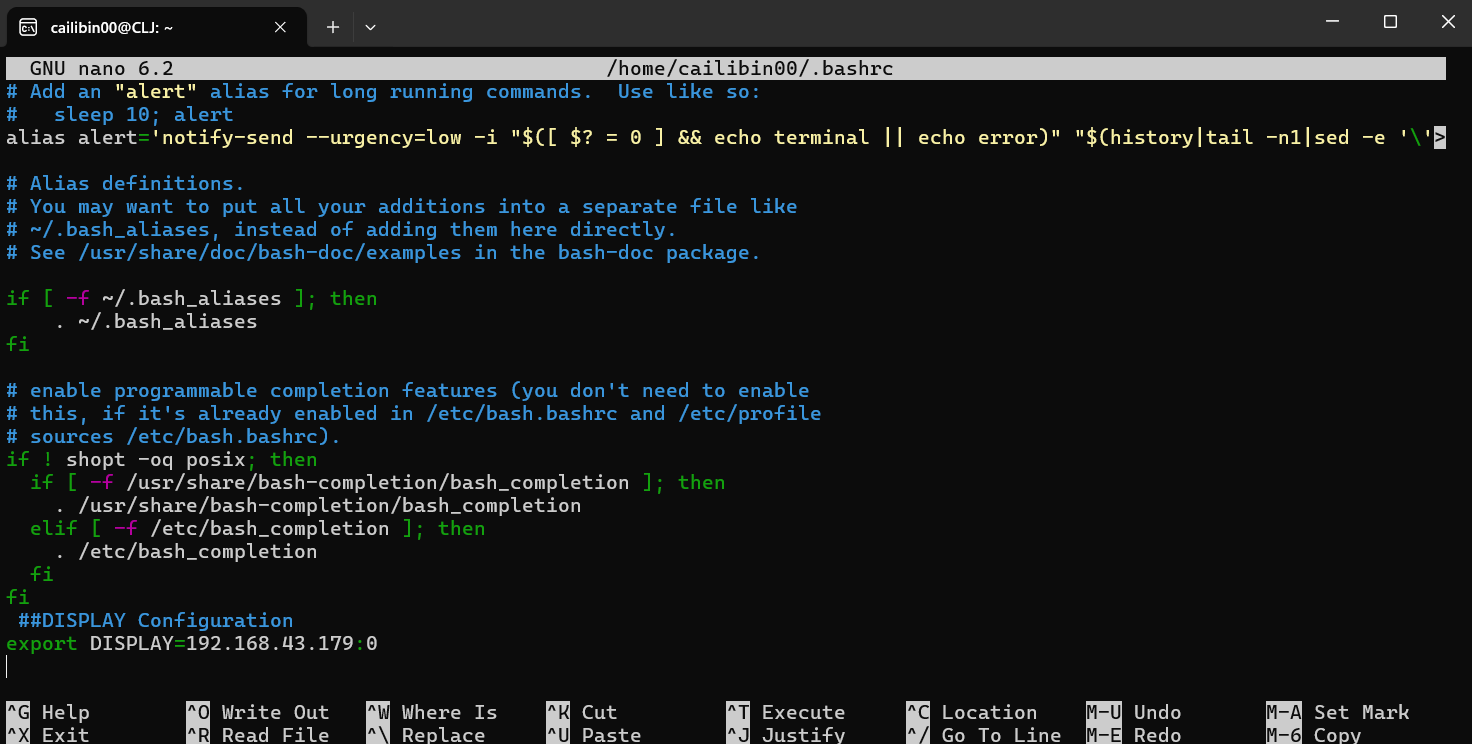 cailibin00@CLJ: ~
GNU nano 6.2 /home/cailibin00/.bashrc
# Add an "alert" alias for long running commands.  Use like so:
#   sleep 10; alert
alias alert='notify-send --urgency=low -i "$([ $? = 0 ] && echo terminal || echo error)" "$(history|tail -n1|sed -e '\'>
# Alias definitions.
# You may want to put all your additions into a separate file like
# ~/.bash_aliases, instead of adding them here directly.
# See /usr/share/doc/bash-doc/examples in the bash-doc package.
if [ -f ~/.bash_aliases ]; then
    . ~/.bash_aliases
fi
# enable programmable completion features (you don't need to enable
# this, if it's already enabled in /etc/bash.bashrc and /etc/profile
# sources /etc/bash.bashrc).
if ! shopt -oq posix; then
  if [ -f /usr/share/bash-completion/bash_completion ]; then
    . /usr/share/bash-completion/bash_completion
  elif [ -f /etc/bash_completion ]; then
    . /etc/bash_completion
  fi
fi
 ##DISPLAY Configuration
export DISPLAY=192.168.43.179:0
^G Help ^O Write Out ^W Where Is ^K Cut ^T Execute ^C Location M-U Undo M-A Set Mark
^X Exit ^R Read File ^\ Replace ^U Paste ^J Justify ^/ Go To Line M-E Redo M-6 Copy